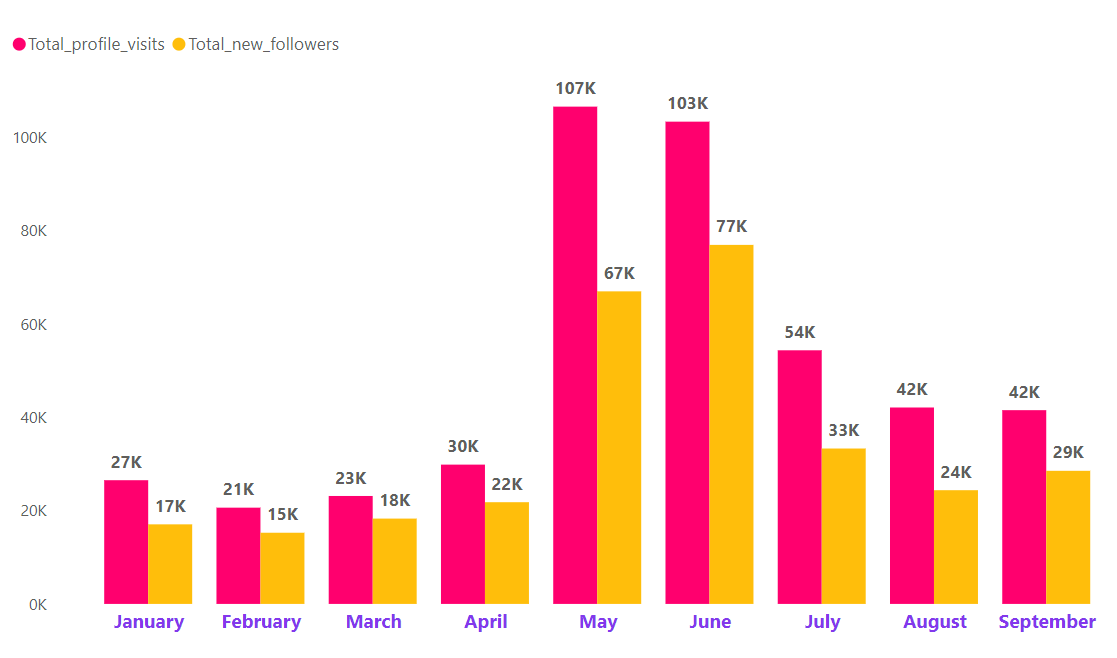 Total_profile_visits Total_new_followers
107K
103K
100K
80K
77K
67K
60K
54K
42K 42K
40K
33K
30K
29K
27K
24K
23K
22K
21K
20K
18K
17K
15K
0K
January February March April May June July August September